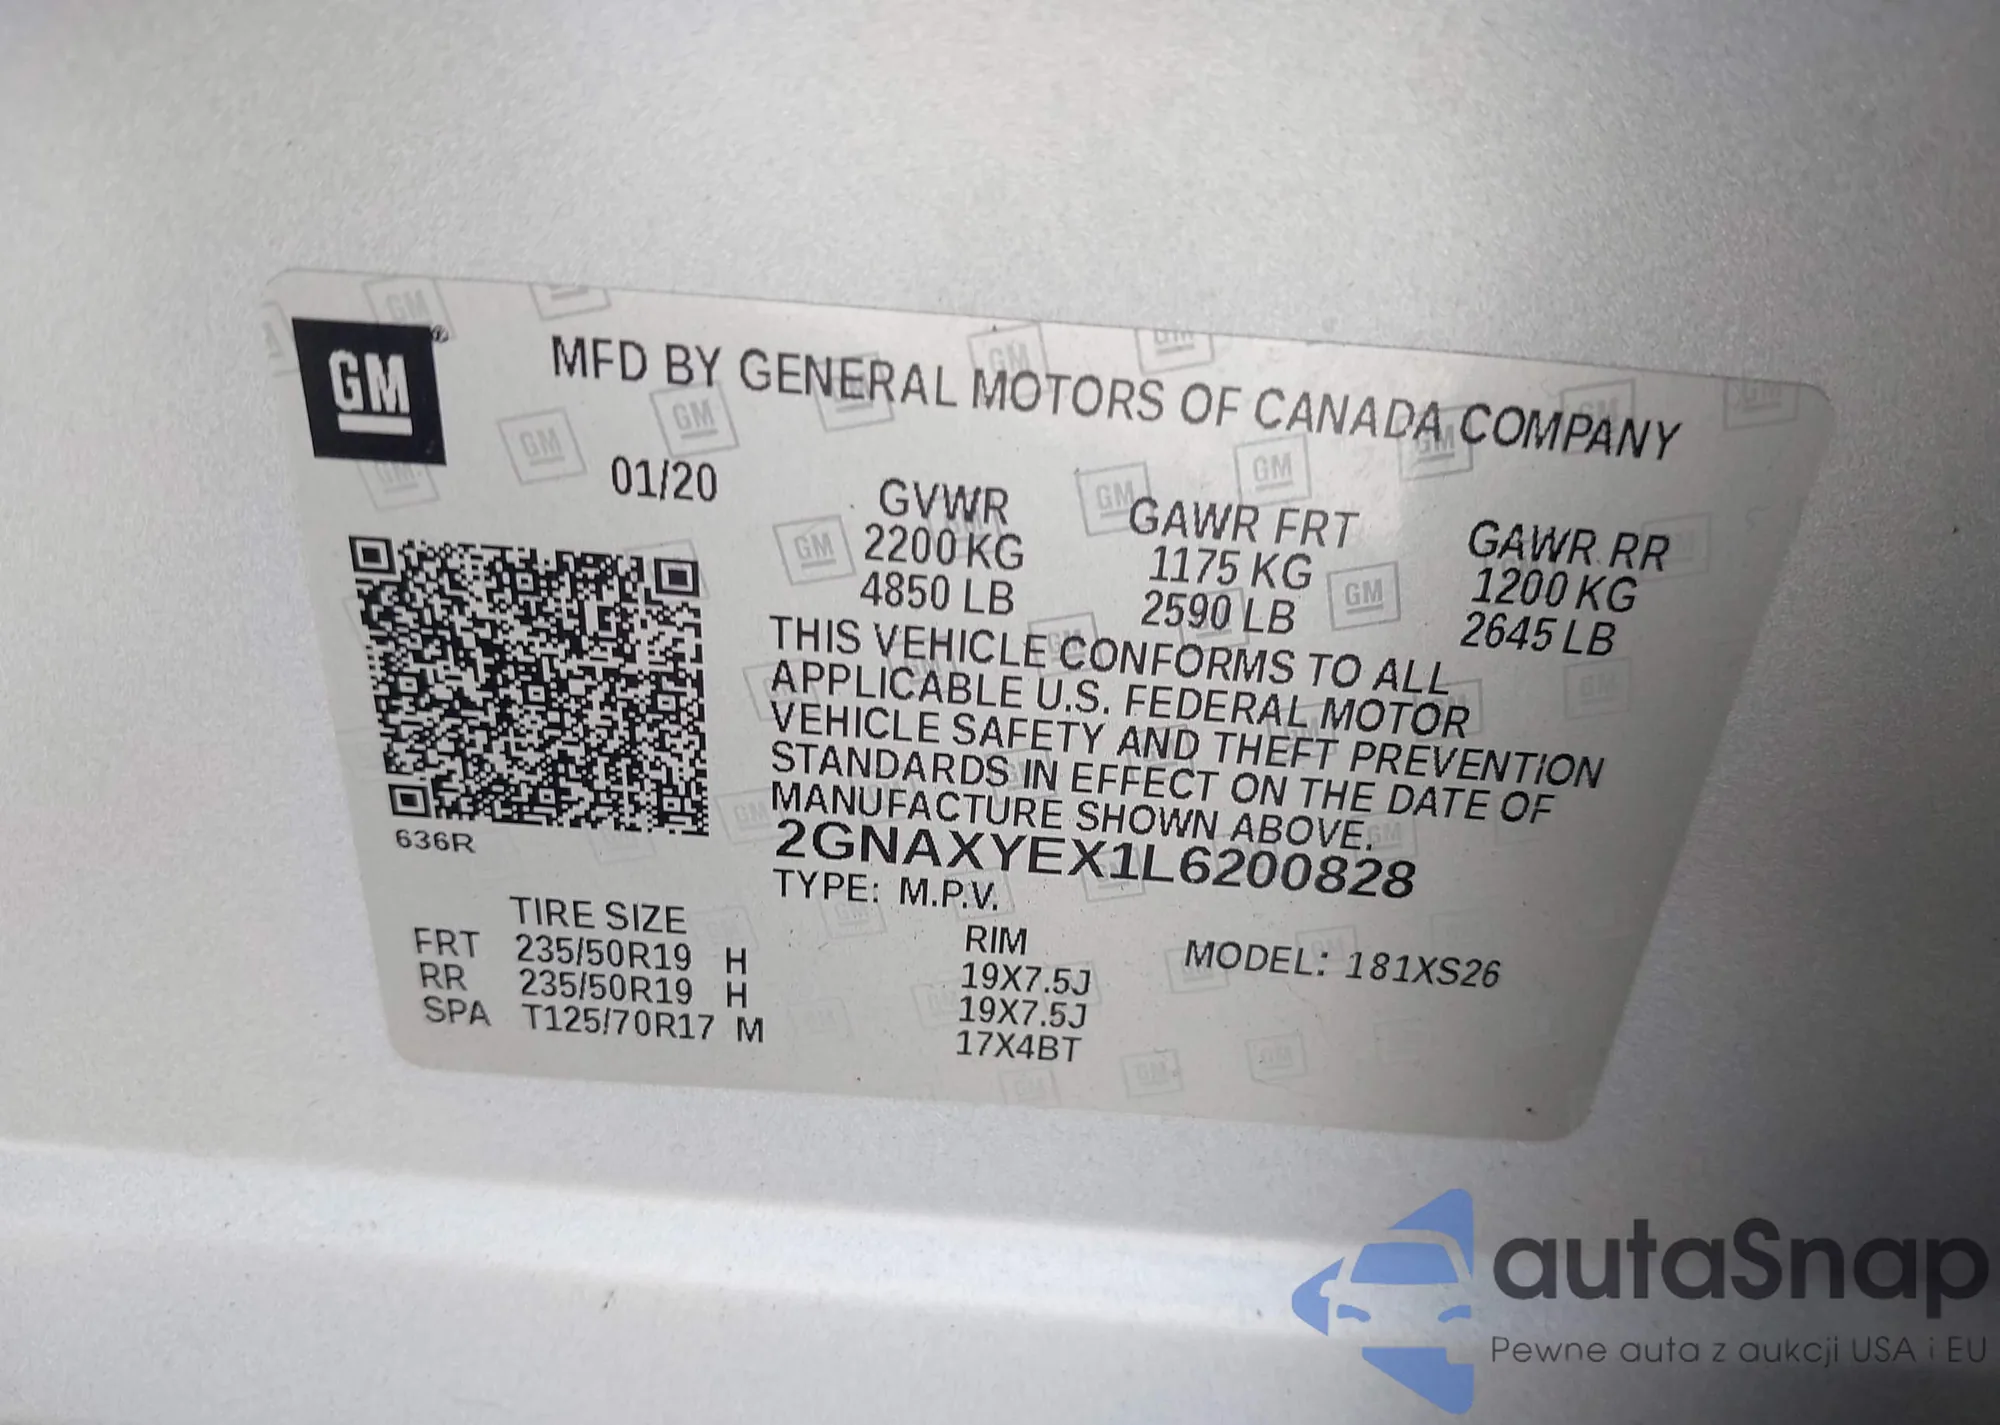 GM
MFD BY GENERAL MOTORS OF CANADA COMPANY
01/20
GVWR GAWR FRT GAWR RR
2200 KG 1175 KG 1200 KG
4850 LB 2590 LB 2645 LB
THIS VEHICLE CONFORMS TO ALL
APPLICABLE U.S. FEDERAL MOTOR
VEHICLE SAFETY AND THEFT PREVENTION
STANDARDS IN EFFECT ON THE DATE OF
MANUFACTURE SHOWN ABOVE.
636R
2GNAXYEX1L6200828
TYPE: M.P.V.
TIRE SIZE RIM MODEL: 181XS26
FRT 235/50R19 H 19X7.5J
RR 235/50R19 H 19X7.5J
SPA T125/70R17 M 17X4BT
autaSnap
Pewne auta z aukcji USA i EU